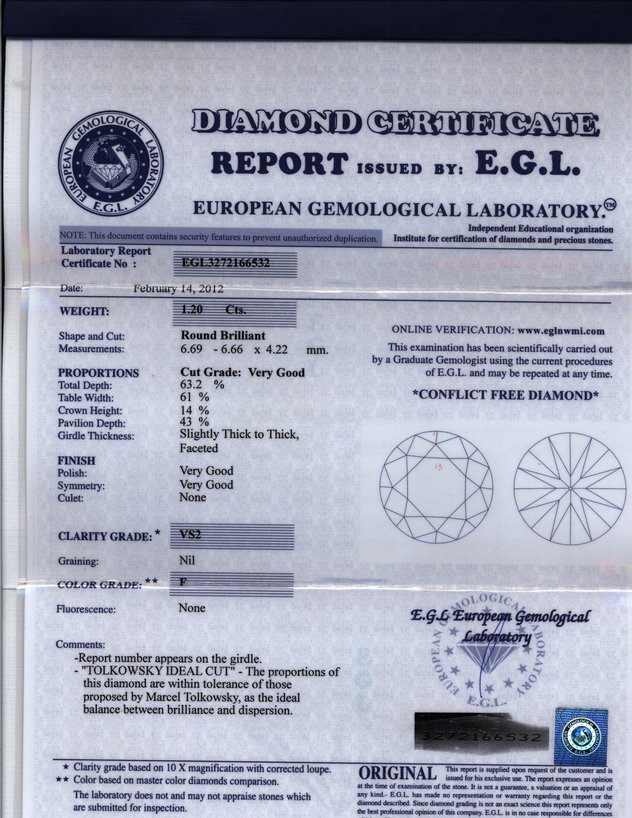 EUROPEAN GEMOLOGICAL LABORATORY
E.G.L.
DIAMOND CERTIFICATE
REPORT ISSUED BY: E.G.L.
EUROPEAN GEMOLOGICAL LABORATORY.™
Independent Educational organization
Institute for certification of diamonds and precious stones.
NOTE: This document contains security features to prevent unauthorized duplication.
Laboratory Report
Certificate No : EGL3272166532
Date: February 14, 2012
WEIGHT: 1.20 Cts.
Shape and Cut: Round Brilliant
Measurements: 6.69 - 6.66 x 4.22 mm.
PROPORTIONS Cut Grade: Very Good
Total Depth: 63.2 %
Table Width: 61 %
Crown Height: 14 %
Pavilion Depth: 43 %
Girdle Thickness: Slightly Thick to Thick,
Faceted
FINISH
Polish: Very Good
Symmetry: Very Good
Culet: None
CLARITY GRADE: * VS2
Graining: Nil
COLOR GRADE: ** F
Fluorescence: None
Comments:
-Report number appears on the girdle.
- "TOLKOWSKY IDEAL CUT" - The proportions of
this diamond are within tolerance of those
proposed by Marcel Tolkowsky, as the ideal
balance between brilliance and dispersion.
* Clarity grade based on 10 X magnification with corrected loupe.
** Color based on master color diamonds comparison.
The laboratory does not and may not appraise stones which
are submitted for inspection.
ONLINE VERIFICATION: www.eglnwmi.com
This examination has been scientifically carried out
by a Graduate Gemologist using the current procedures
of E.G.L. and may be repeated at any time.
*CONFLICT FREE DIAMOND*
E.G.L European Gemological
Laboratory
EUROPEAN GEMOLOGICAL LABORATORY
E.G.L.
3272166532
ORIGINAL This report is supplied upon request of the customer and is
issued for his exclusive use. The report expresses an opinion
at the time of examination of the stone. It is not a guarantee, a valuation or an appraisal of
any kind.- E.G.L. has made no representation or warranty regarding this report or the
diamond described. Since diamond grading is not an exact science this report represents only
the best professional opinion of this company. E.G.L. is in no case responsible for differences